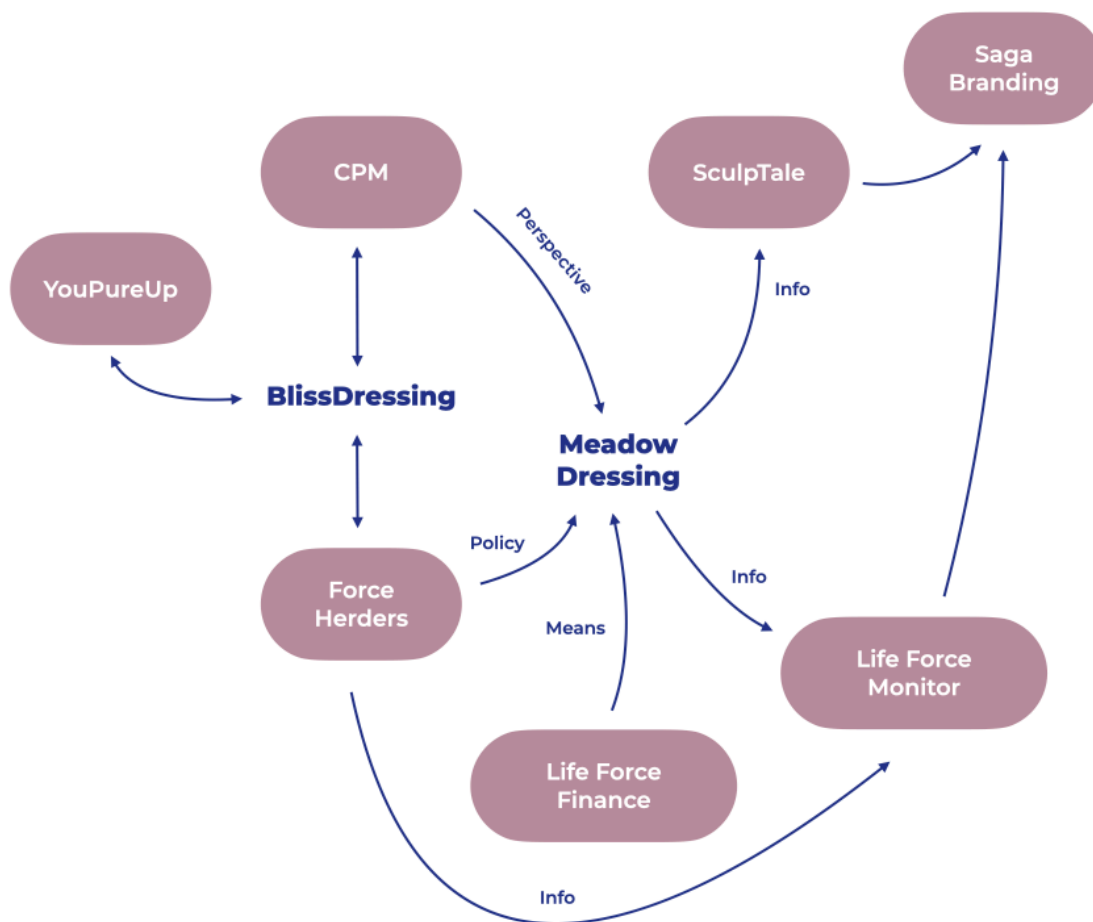 Saga
Branding
CPM
SculpTale
Perspective
YouPureUp
Info
BlissDressing
Meadow
Dressing
Policy
Force
Herders
Info
Means
Life Force
Monitor
Life Force
Finance
Info